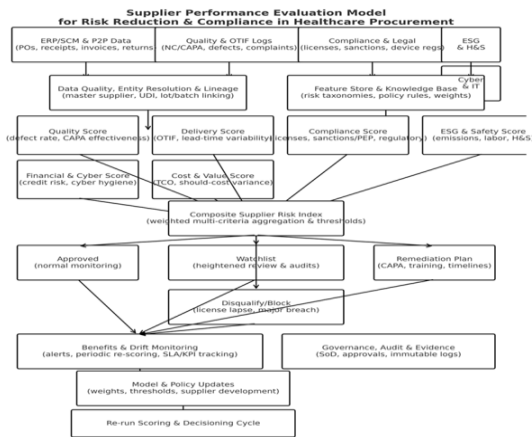 Supplier Performance Evaluation Model
for Risk Reduction & Compliance in Healthcare Procurement
ERP/SCM & P2P Data
(POs, receipts, invoices, returns)
Quality & OTIF Logs
(NC/CAPA, defects, complaints)
Compliance & Legal
(licenses, sanctions, device regs)
ESG
& H&S
Cyber
& IT
Data Quality, Entity Resolution & Lineage
(master supplier, UDI, lot/batch linking)
Feature Store & Knowledge Base
(risk taxonomies, policy rules, weights)
Quality Score
(defect rate, CAPA effectiveness)
Delivery Score
(OTIF, lead-time variability)
Compliance Score
(licenses, sanctions/PEP, regulatory)
ESG & Safety Score
(emissions, labor, H&S)
Financial & Cyber Score
(credit risk, cyber hygiene)
Cost & Value Score
(TCO, should-cost variance)
Composite Supplier Risk Index
(weighted multi-criteria aggregation & thresholds)
Approved
(normal monitoring)
Watchlist
(heightened review & audits)
Remediation Plan
(CAPA, training, timelines)
Disqualify/Block
(license lapse, major breach)
Benefits & Drift Monitoring
(alerts, periodic re-scoring, SLA/KPI tracking)
Governance, Audit & Evidence
(SoD, approvals, immutable logs)
Model & Policy Updates
(weights, thresholds, supplier development)
Re-run Scoring & Decisioning Cycle